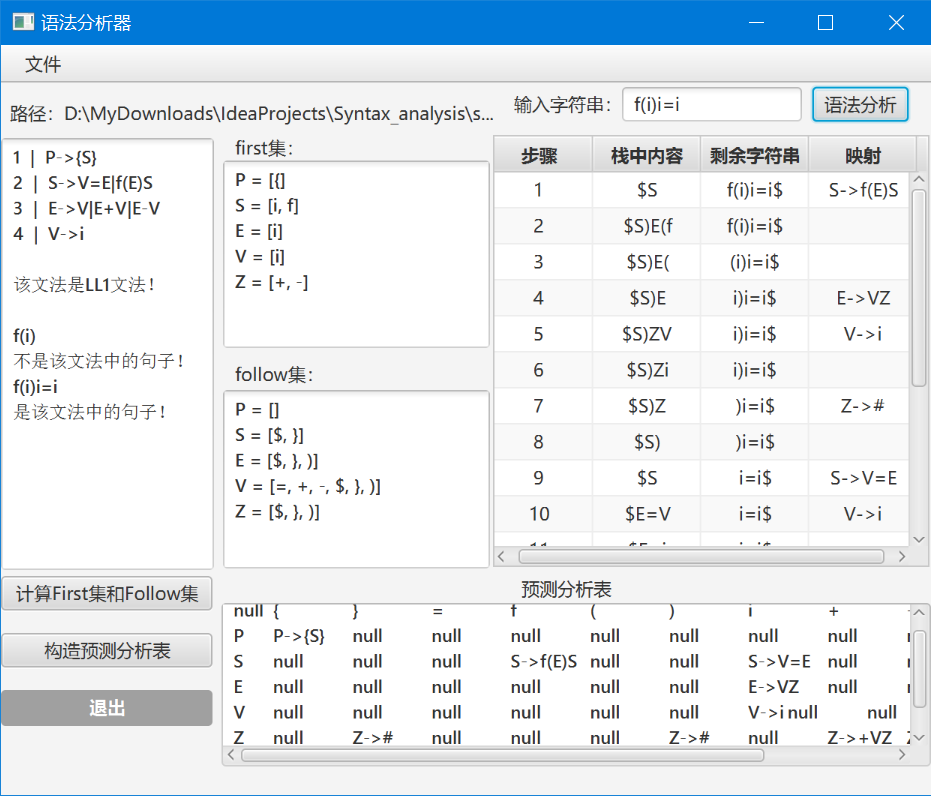 语法分析器
文件
路径: D:\MyDownloads\IdeaProjects\Syntax_analysis\s...
输入字符串: f(i)i=i 语法分析
1 | P->{S}
2 | S->V=E|f(E)S
3 | E->V|E+V|E-V
4 | V->i
该文法是LL1文法！
f(i)
不是该文法中的句子！
f(i)i=i
是该文法中的句子！
first集:
P = [{]
S = [i, f]
E = [i]
V = [i]
Z = [+, -]
follow集:
P = []
S = [$, }]
E = [$, }, )]
V = [=, +, -, $, }, )]
Z = [$, }, )]
步骤 栈中内容 剩余字符串 映射
1 $S f(i)i=i$ S->f(E)S
2 $S)E(f f(i)i=i$
3 $S)E( (i)i=i$
4 $S)E i)i=i$ E->VZ
5 $S)ZV i)i=i$ V->i
6 $S)Zi i)i=i$
7 $S)Z )i=i$ Z->#
8 $S) )i=i$
9 $S i=i$ S->V=E
10 $E=V i=i$ V->i
计算First集和Follow集
构造预测分析表
退出
预测分析表
null { } = f ( ) i +
P P->{S} null null null null null null null
S null null null S->f(E)S null null S->V=E null
E null null null null null null E->VZ null
V null null null null null null V->i null null
Z null Z->#  null null null Z->#  null Z->+VZ